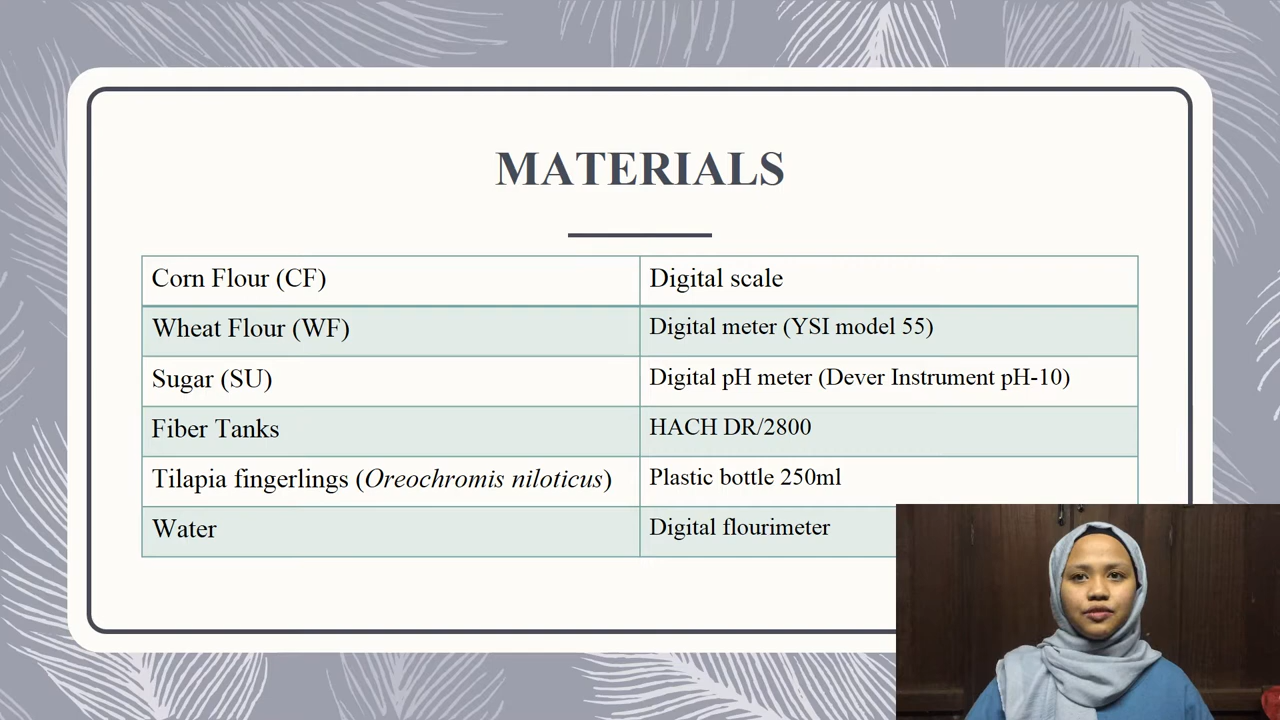 MATERIALS
Corn Flour (CF)
Digital scale
Wheat Flour (WF)
Digital meter (YSI model 55)
Sugar (SU)
Digital pH meter (Dever Instrument pH-10)
Fiber Tanks
HACH DR/2800
Tilapia fingerlings (Oreochromis niloticus)
Plastic bottle 250ml
Water
Digital flourimeter